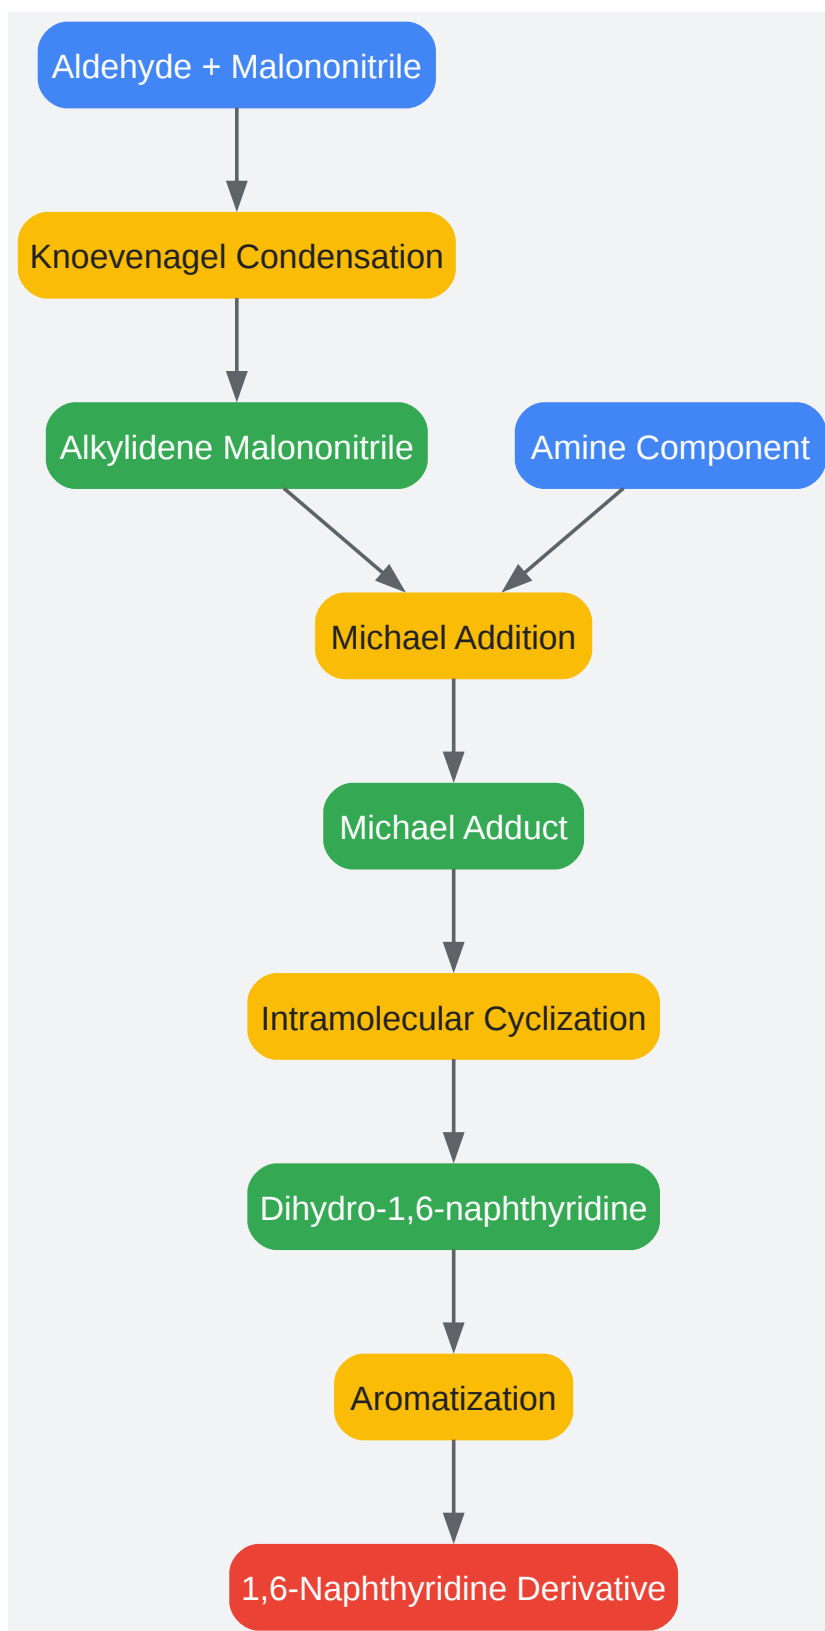 Aldehyde + Malononitrile
Knoevenagel Condensation
Alkylidene Malononitrile
Amine Component
Michael Addition
Michael Adduct
Intramolecular Cyclization
Dihydro-1,6-naphthyridine
Aromatization
1,6-Naphthyridine Derivative